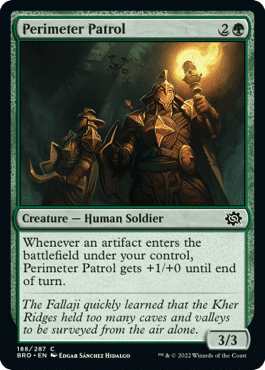 Perimeter Patrol 2
Creature — Human Soldier
Whenever an artifact enters the
battlefield under your control,
Perimeter Patrol gets +1/+0 until end
of turn.
The Fallaji quickly learned that the Kher
Ridges held too many caves and valleys
to be surveyed from the air alone.
3/3
188/287 C
BRO • EN Edgar Sánchez Hidalgo ™ & © 2022 Wizards of the Coast